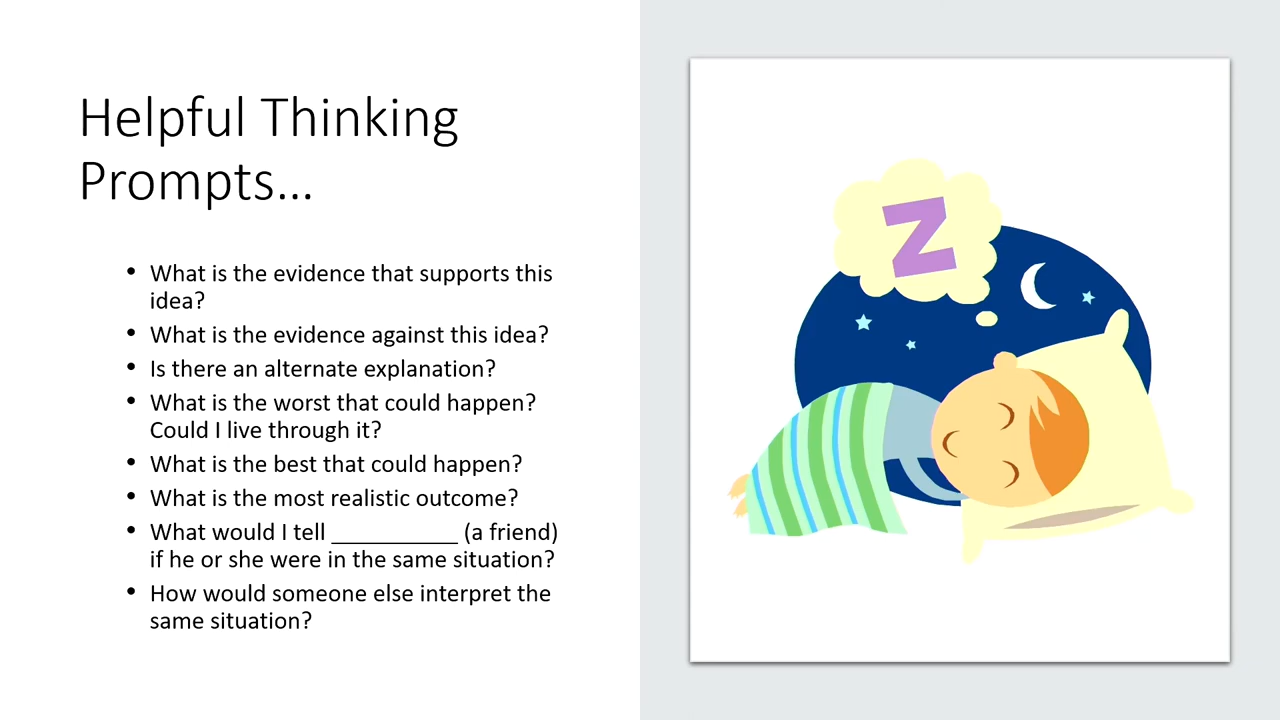 Helpful Thinking
Prompts...
• What is the evidence that supports this
idea?
• What is the evidence against this idea?
• Is there an alternate explanation?
• What is the worst that could happen?
Could I live through it?
• What is the best that could happen?
• What is the most realistic outcome?
• What would I tell __________ (a friend)
if he or she were in the same situation?
• How would someone else interpret the
same situation?
Z